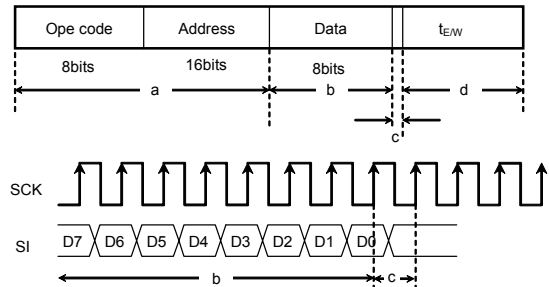 Ope code Address Data tE/W
8bits 16bits 8bits
a b d
c
SCK
SI D7 D6 D5 D4 D3 D2 D1 D0
b c